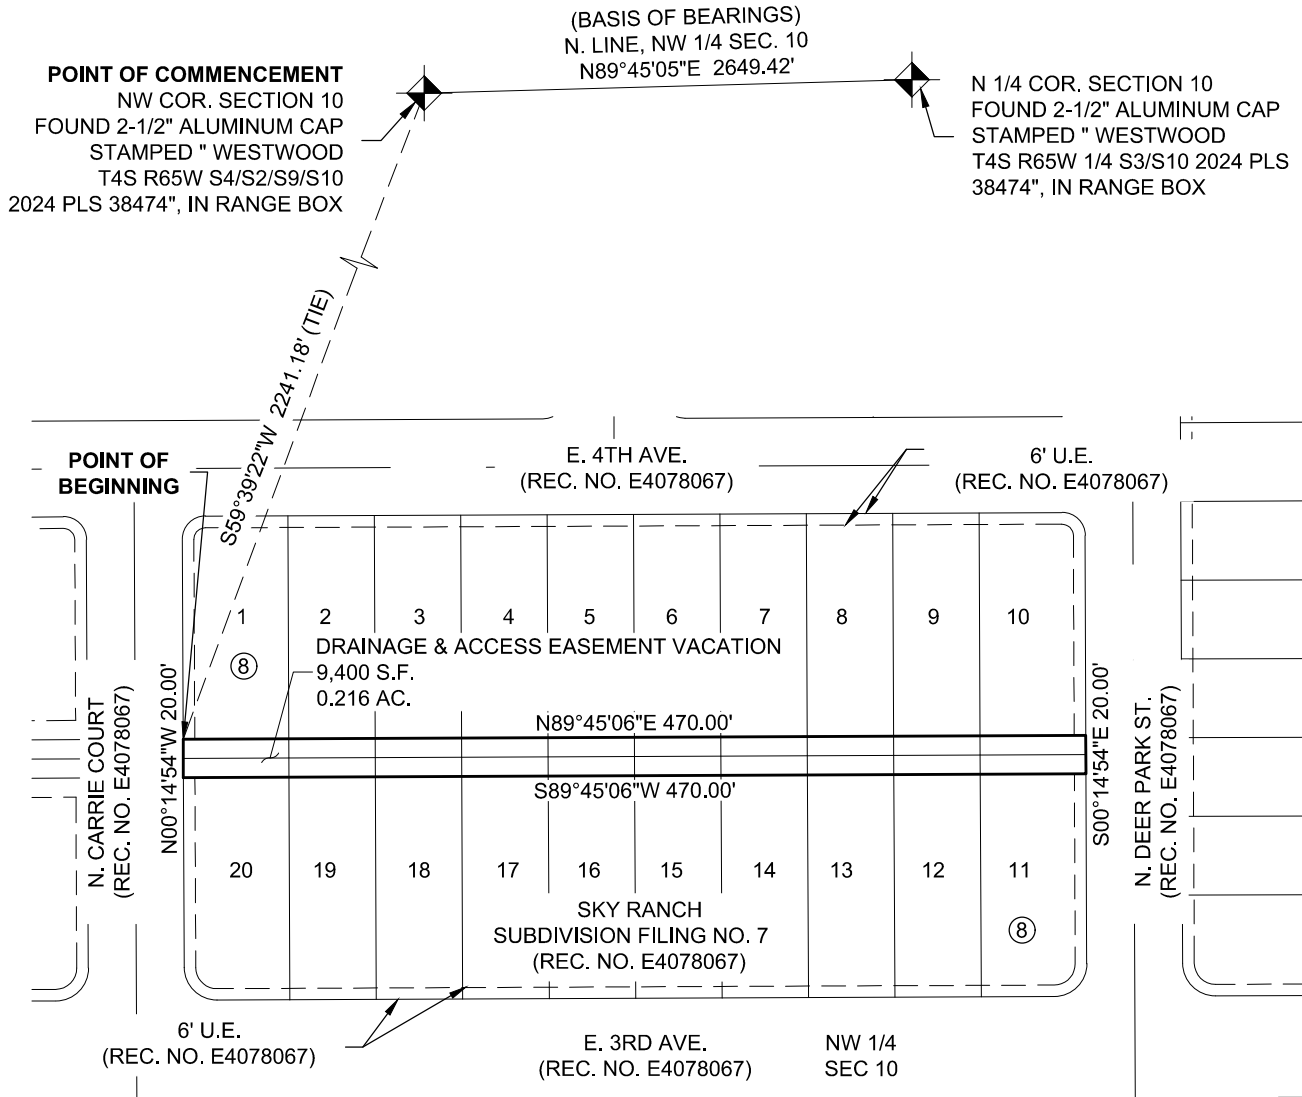 (BASIS OF BEARINGS)
N. LINE, NW 1/4 SEC. 10
N89°45'05"E 2649.42'
POINT OF COMMENCEMENT
NW COR. SECTION 10
FOUND 2-1/2" ALUMINUM CAP
STAMPED " WESTWOOD
T4S R65W S4/S2/S9/S10
2024 PLS 38474", IN RANGE BOX
N 1/4 COR. SECTION 10
FOUND 2-1/2" ALUMINUM CAP
STAMPED " WESTWOOD
T4S R65W 1/4 S3/S10 2024 PLS
38474", IN RANGE BOX
S59°39'22"W 2241.18' (TIE)
POINT OF
BEGINNING
E. 4TH AVE.
(REC. NO. E4078067)
6' U.E.
(REC. NO. E4078067)
1
2
3
4
5
6
7
8
9
10
8
DRAINAGE & ACCESS EASEMENT VACATION
9,400 S.F.
0.216 AC.
N89°45'06"E 470.00'
S89°45'06"W 470.00'
N. CARRIE COURT
(REC. NO. E4078067)
N00°14'54"W 20.00'
S00°14'54"E 20.00'
N. DEER PARK ST.
(REC. NO. E4078067)
20
19
18
17
16
15
14
13
12
11
8
SKY RANCH
SUBDIVISION FILING NO. 7
(REC. NO. E4078067)
6' U.E.
(REC. NO. E4078067)
E. 3RD AVE.
(REC. NO. E4078067)
NW 1/4
SEC 10